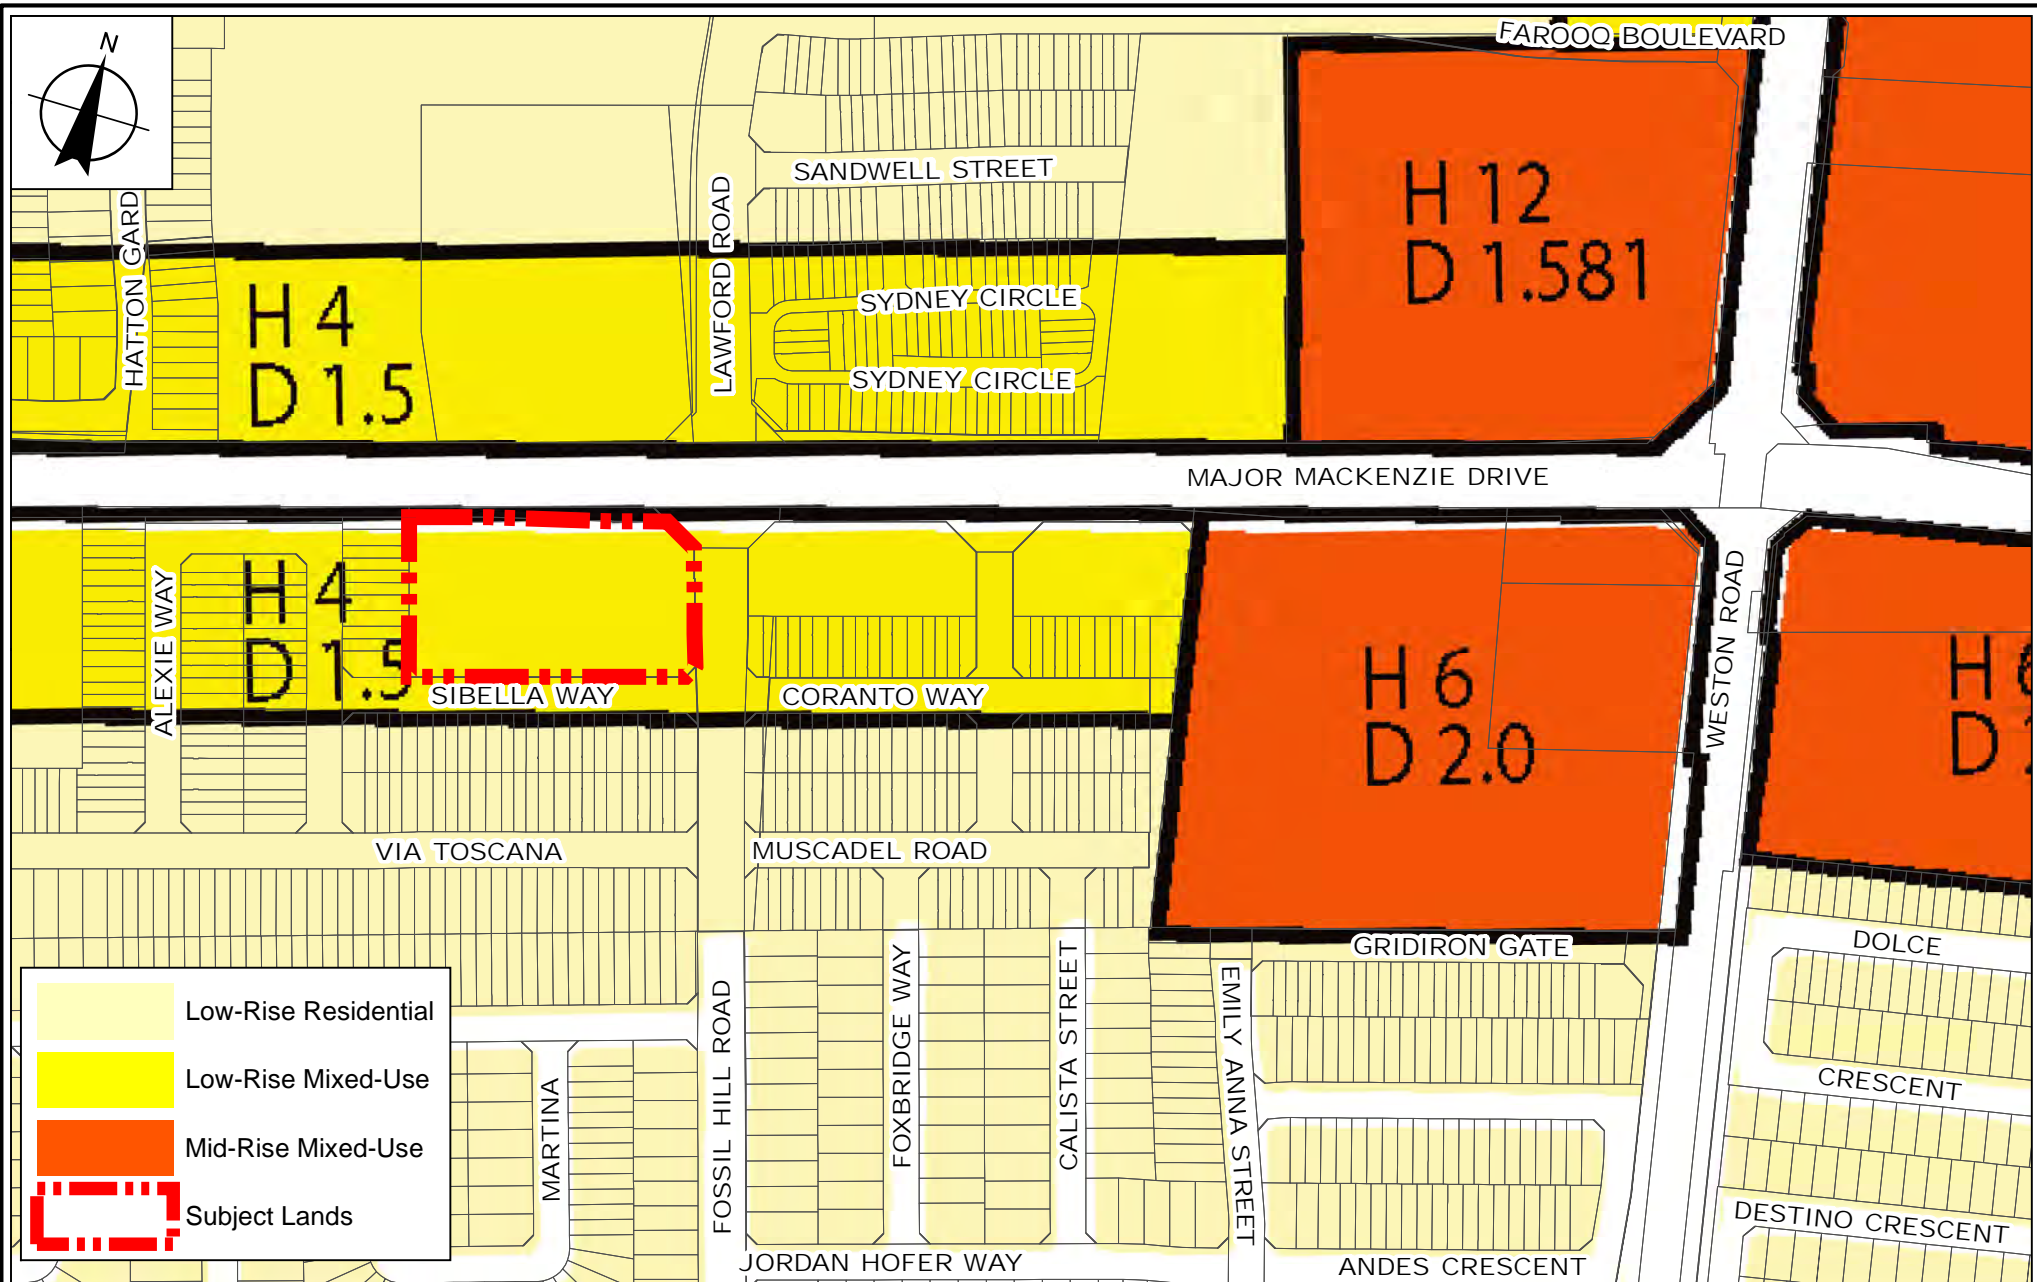 N
FAROOQ BOULEVARD
SANDWELL STREET
HATTON GARD
LAWFORD ROAD
H 12
D 1.581
H 4
D 1.5
SYDNEY CIRCLE
SYDNEY CIRCLE
MAJOR MACKENZIE DRIVE
ALEXIE WAY
H 4
D 1.5
SIBELLA WAY
CORANTO WAY
H 6
D 2.0
WESTON ROAD
H
D
VIA TOSCANA
MUSCADEL ROAD
GRIDIRON GATE
DOLCE
CRESCENT
FOSSIL HILL ROAD
FOXBRIDGE WAY
CALISTA STREET
EMILY ANNA STREET
MARTINA
DESTINO CRESCENT
JORDAN HOFER WAY
ANDES CRESCENT
Low-Rise Residential
Low-Rise Mixed-Use
Mid-Rise Mixed-Use
Subject Lands